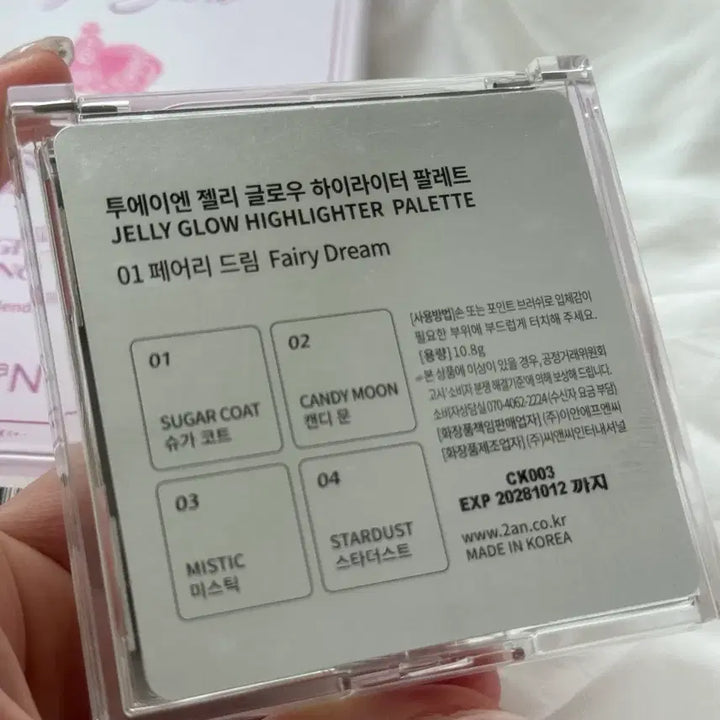 투에이엔 젤리 글로우 하이라이터 팔레트
JELLY GLOW HIGHLIGHTER PALETTE
01 페어리 드림 Fairy Dream
01
SUGAR COAT
슈가 코트
02
CANDY MOON
캔디 문
03
MISTIC
미스틱
04
STARDUST
스타더스트
[사용방법]손 또는 포인트 브러쉬로 입체감이
필요한 부위에 부드럽게 터치해 주세요.
[용량] 10.8g
본 상품에 이상이 있을 경우, 공정거래위원회
고시 '소비자 분쟁 해결기준'에 의해 보상해 드립니다.
소비자상담실 070-4062-2224 (수신자 요금 부담)
[화장품책임판매업자] (주)이안에프엔씨
[화장품제조업자] (주)씨앤씨인터내셔널
CK003
EXP 20281012 까지
www.2an.co.kr
MADE IN KOREA